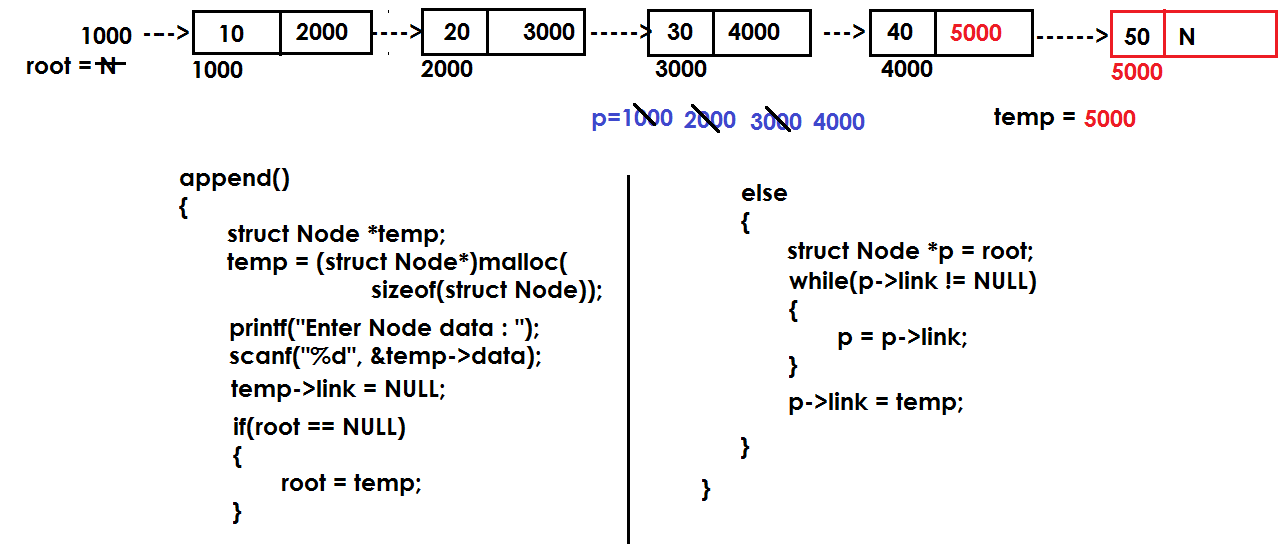 1000 ---> 10 2000 ----> 20 3000 -----> 30 4000 ---> 40 5000 ------> 50 N
root = N 1000 2000 3000 4000 5000
p=1000 2000 3000 4000 temp = 5000
append()
{
struct Node *temp;
temp = (struct Node*)malloc(
sizeof(struct Node));
printf("Enter Node data : ");
scanf("%d", &temp->data);
temp->link = NULL;
if(root == NULL)
{
root = temp;
}
else
{
struct Node *p = root;
while(p->link != NULL)
{
p = p->link;
}
p->link = temp;
}
}